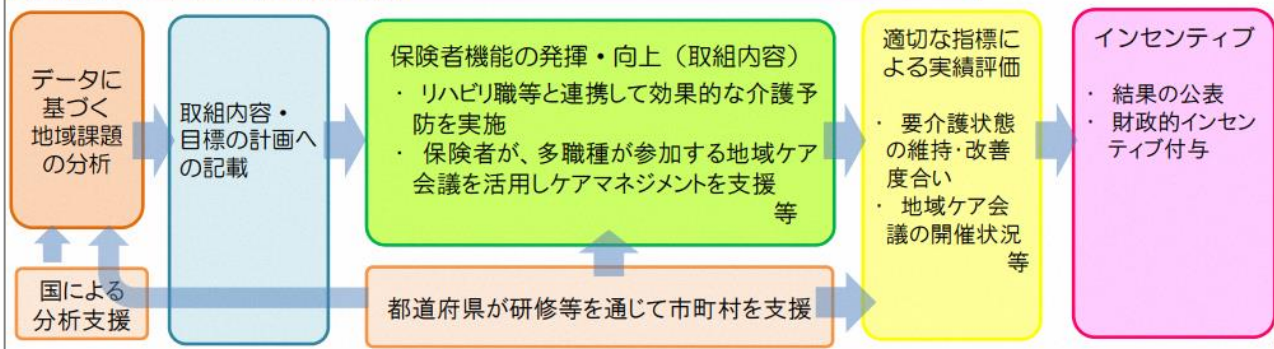 データに
基づく
地域課題
の分析
取組内容・
目標の計画へ
の記載
保険者機能の発揮・向上（取組内容）
・ リハビリ職等と連携して効果的な介護予
防を実施
・ 保険者が、多職種が参加する地域ケア
会議を活用しケアマネジメントを支援
等
適切な指標に
よる実績評価
・ 要介護状態
の維持・改善
度合い
・ 地域ケア会
議の開催状況
等
インセンティブ
・ 結果の公表
・ 財政的インセン
ティブ付与
国による
分析支援
都道府県が研修等を通じて市町村を支援